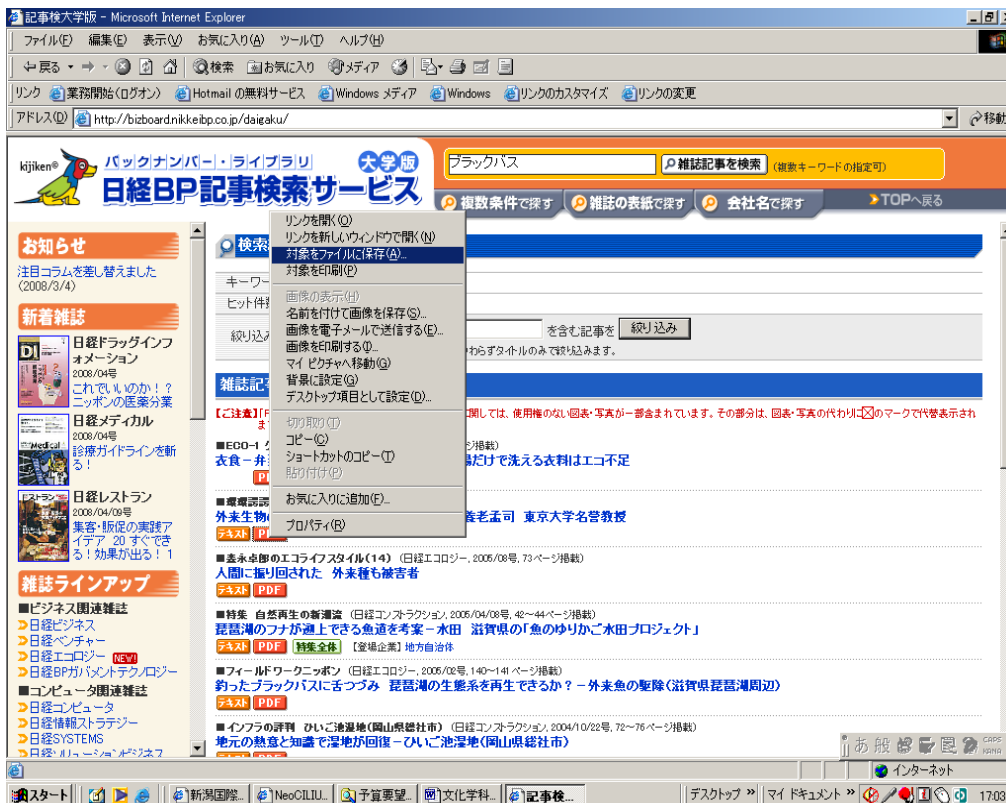 記事検大学版 - Microsoft Internet Explorer
ファイル(F) 編集(E) 表示(V) お気に入り(A) ツール(T) ヘルプ(H)
戻る 検索 お気に入り メディア
リンク 業務開始(ログオン) Hotmail の無料サービス Windows メディア Windows リンクのカスタマイズ リンクの変更
アドレス(D) http://bizboard.nikkeibp.co.jp/daigaku/ 移動
kijiken® バックナンバー・ライブラリ 大学版
日経BP記事検索サービス
ブラックバス 雑誌記事を検索 (複数キーワードの指定可)
複数条件で探す 雑誌の表紙で探す 会社名で探す TOPへ戻る
リンクを開く(O)
リンクを新しいウィンドウで開く(N)
対象をファイルに保存(A)...
対象を印刷(P)
画像の表示(H)
名前を付けて画像を保存(S)...
画像を電子メールで送信する(E)...
画像を印刷する(I)...
マイ ピクチャへ移動(G)
背景に設定(G)
デスクトップ項目として設定(D)...
切り取り(T)
コピー(C)
ショートカットのコピー(T)
貼り付け(P)
お気に入りに追加(F)...
プロパティ(R)
お知らせ
注目コラムを差し替えました
(2008/3/4)
新着雑誌
日経ドラッグインフォメーション
2008/04号
これでいいのか!?
ニッポンの医薬分業
日経メディカル
2008/04号
診療ガイドラインを斬る!
日経レストラン
2008/04/09号
集客・販促の実践アイデア 20 すぐできる!効果が出る! 1
雑誌ラインアップ
■ビジネス関連雑誌
日経ビジネス
日経ベンチャー
日経エコロジー NEW!
日経BPガバメントテクノロジー
■コンピュータ関連雑誌
日経コンピュータ
日経情報ストラテジー
日経SYSTEMS
日経ソリューションビジネス
検索
キーワー
ヒット件数
絞り込み を含む記事を 絞り込み
わらずタイトルのみで絞り込みます。
雑誌記事
【ご注意】「P 関しては、使用権のない図表・写真が一部含まれています。その部分は、図表・写真の代わりに のマークで代替表示され
ま
■ECO-1 ジ掲載)
衣食-弁 湯だけで洗える衣料はエコ不足
■環環諤諤
外来生物 養老孟司 東京大学名誉教授
テキスト
■森永卓郎のエコライフスタイル(14) (日経エコロジー, 2005/08号, 73ページ掲載)
人間に振り回された 外来種も被害者
テキスト PDF
■特集 自然再生の新潮流 (日経コンストラクション, 2005/04/08号, 42~44ページ掲載)
琵琶湖のフナが遡上できる魚道を考案-水田 滋賀県の「魚のゆりかご水田プロジェクト」
テキスト PDF 特集全体 【登場企業】地方自治体
■フィールドワークニッポン (日経エコロジー, 2005/02号, 140~141ページ掲載)
釣ったブラックバスに舌つづみ 琵琶湖の生態系を再生できるか?-外来魚の駆除(滋賀県琵琶湖周辺)
テキスト PDF
■インフラの評判 ひいご池湿地(岡山県総社市) (日経コンストラクション, 2004/10/22号, 72~76ページ掲載)
地元の熱意と知識で湿地が回復-ひいご池湿地(岡山県総社市)
あ 般 CAPS KANA
インターネット
スタート 新潟国際... NeoCILIU... 予算要望... 文化学科... 記事検... デスクトップ » マイ ドキュメント » 17:09